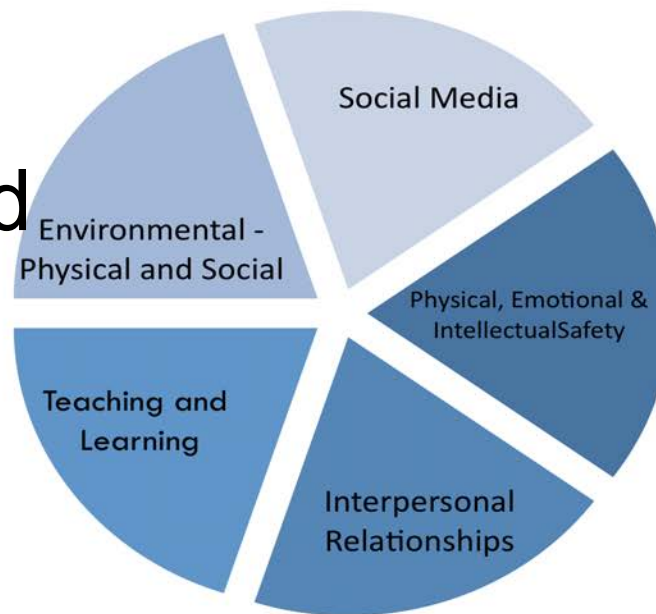 Social Media
d
Environmental -
Physical and Social
Physical, Emotional &
IntellectualSafety
Teaching and
Learning
Interpersonal
Relationships